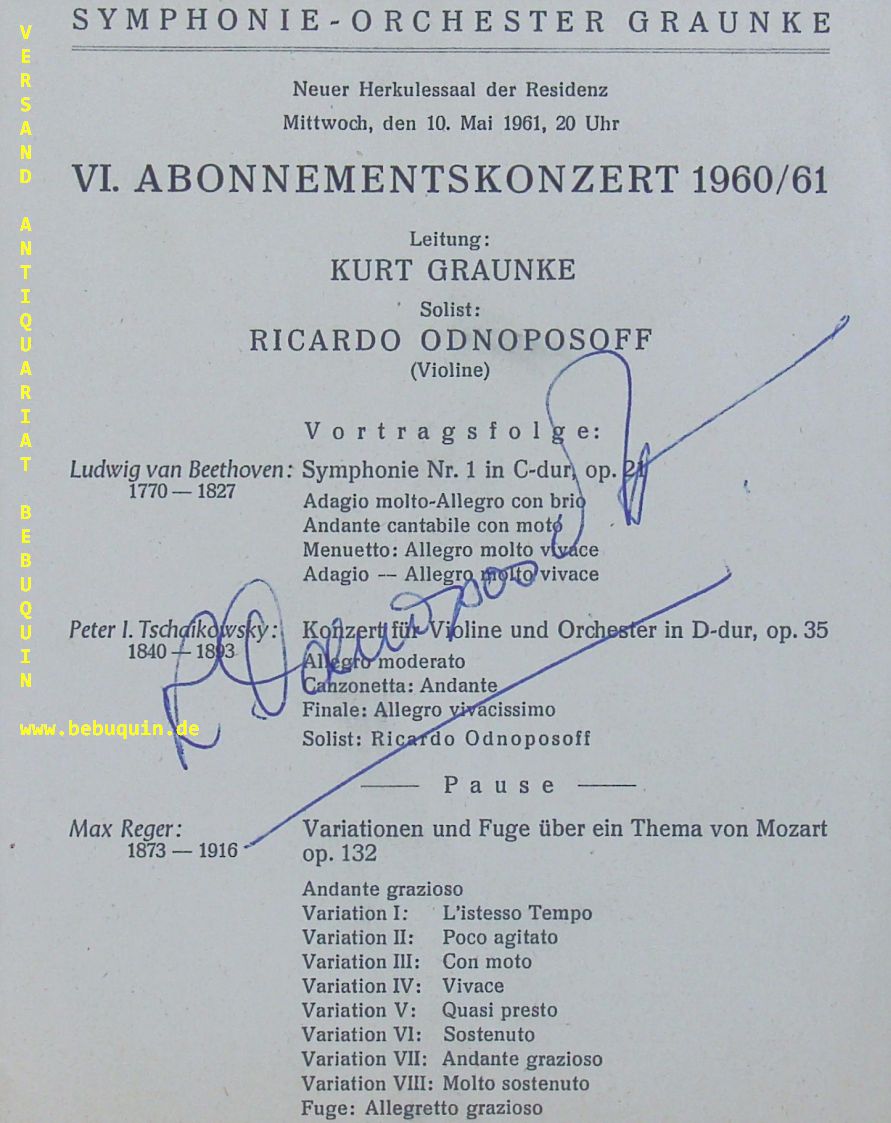 SYMPHONIE-ORCHESTER GRAUNKE
Neuer Herkulessaal der Residenz
Mittwoch, den 10. Mai 1961, 20 Uhr
VI. ABONNEMENTSKONZERT 1960/61
Leitung:
KURT GRAUNKE
Solist:
RICARDO ODNOPOSOFF
(Violine)
Vortragsfolge:
Ludwig van Beethoven: Symphonie Nr. 1 in C-dur, op. 21
1770 — 1827
Adagio molto-Allegro con brio
Andante cantabile con moto
Menuetto: Allegro molto vivace
Adagio — Allegro molto vivace
Peter I. Tschaikowsky: Konzert für Violine und Orchester in D-dur, op. 35
1840 — 1893
Allegro moderato
Canzonetta: Andante
Finale: Allegro vivacissimo
Solist: Ricardo Odnoposoff
Pause
Max Reger: Variationen und Fuge über ein Thema von Mozart
1873 — 1916 op. 132
Andante grazioso
Variation I: L'istesso Tempo
Variation II: Poco agitato
Variation III: Con moto
Variation IV: Vivace
Variation V: Quasi presto
Variation VI: Sostenuto
Variation VII: Andante grazioso
Variation VIII: Molto sostenuto
Fuge: Allegretto grazioso
VERSAND ANTIQUARIAT BEBUQUIN
www.bebuquin.de